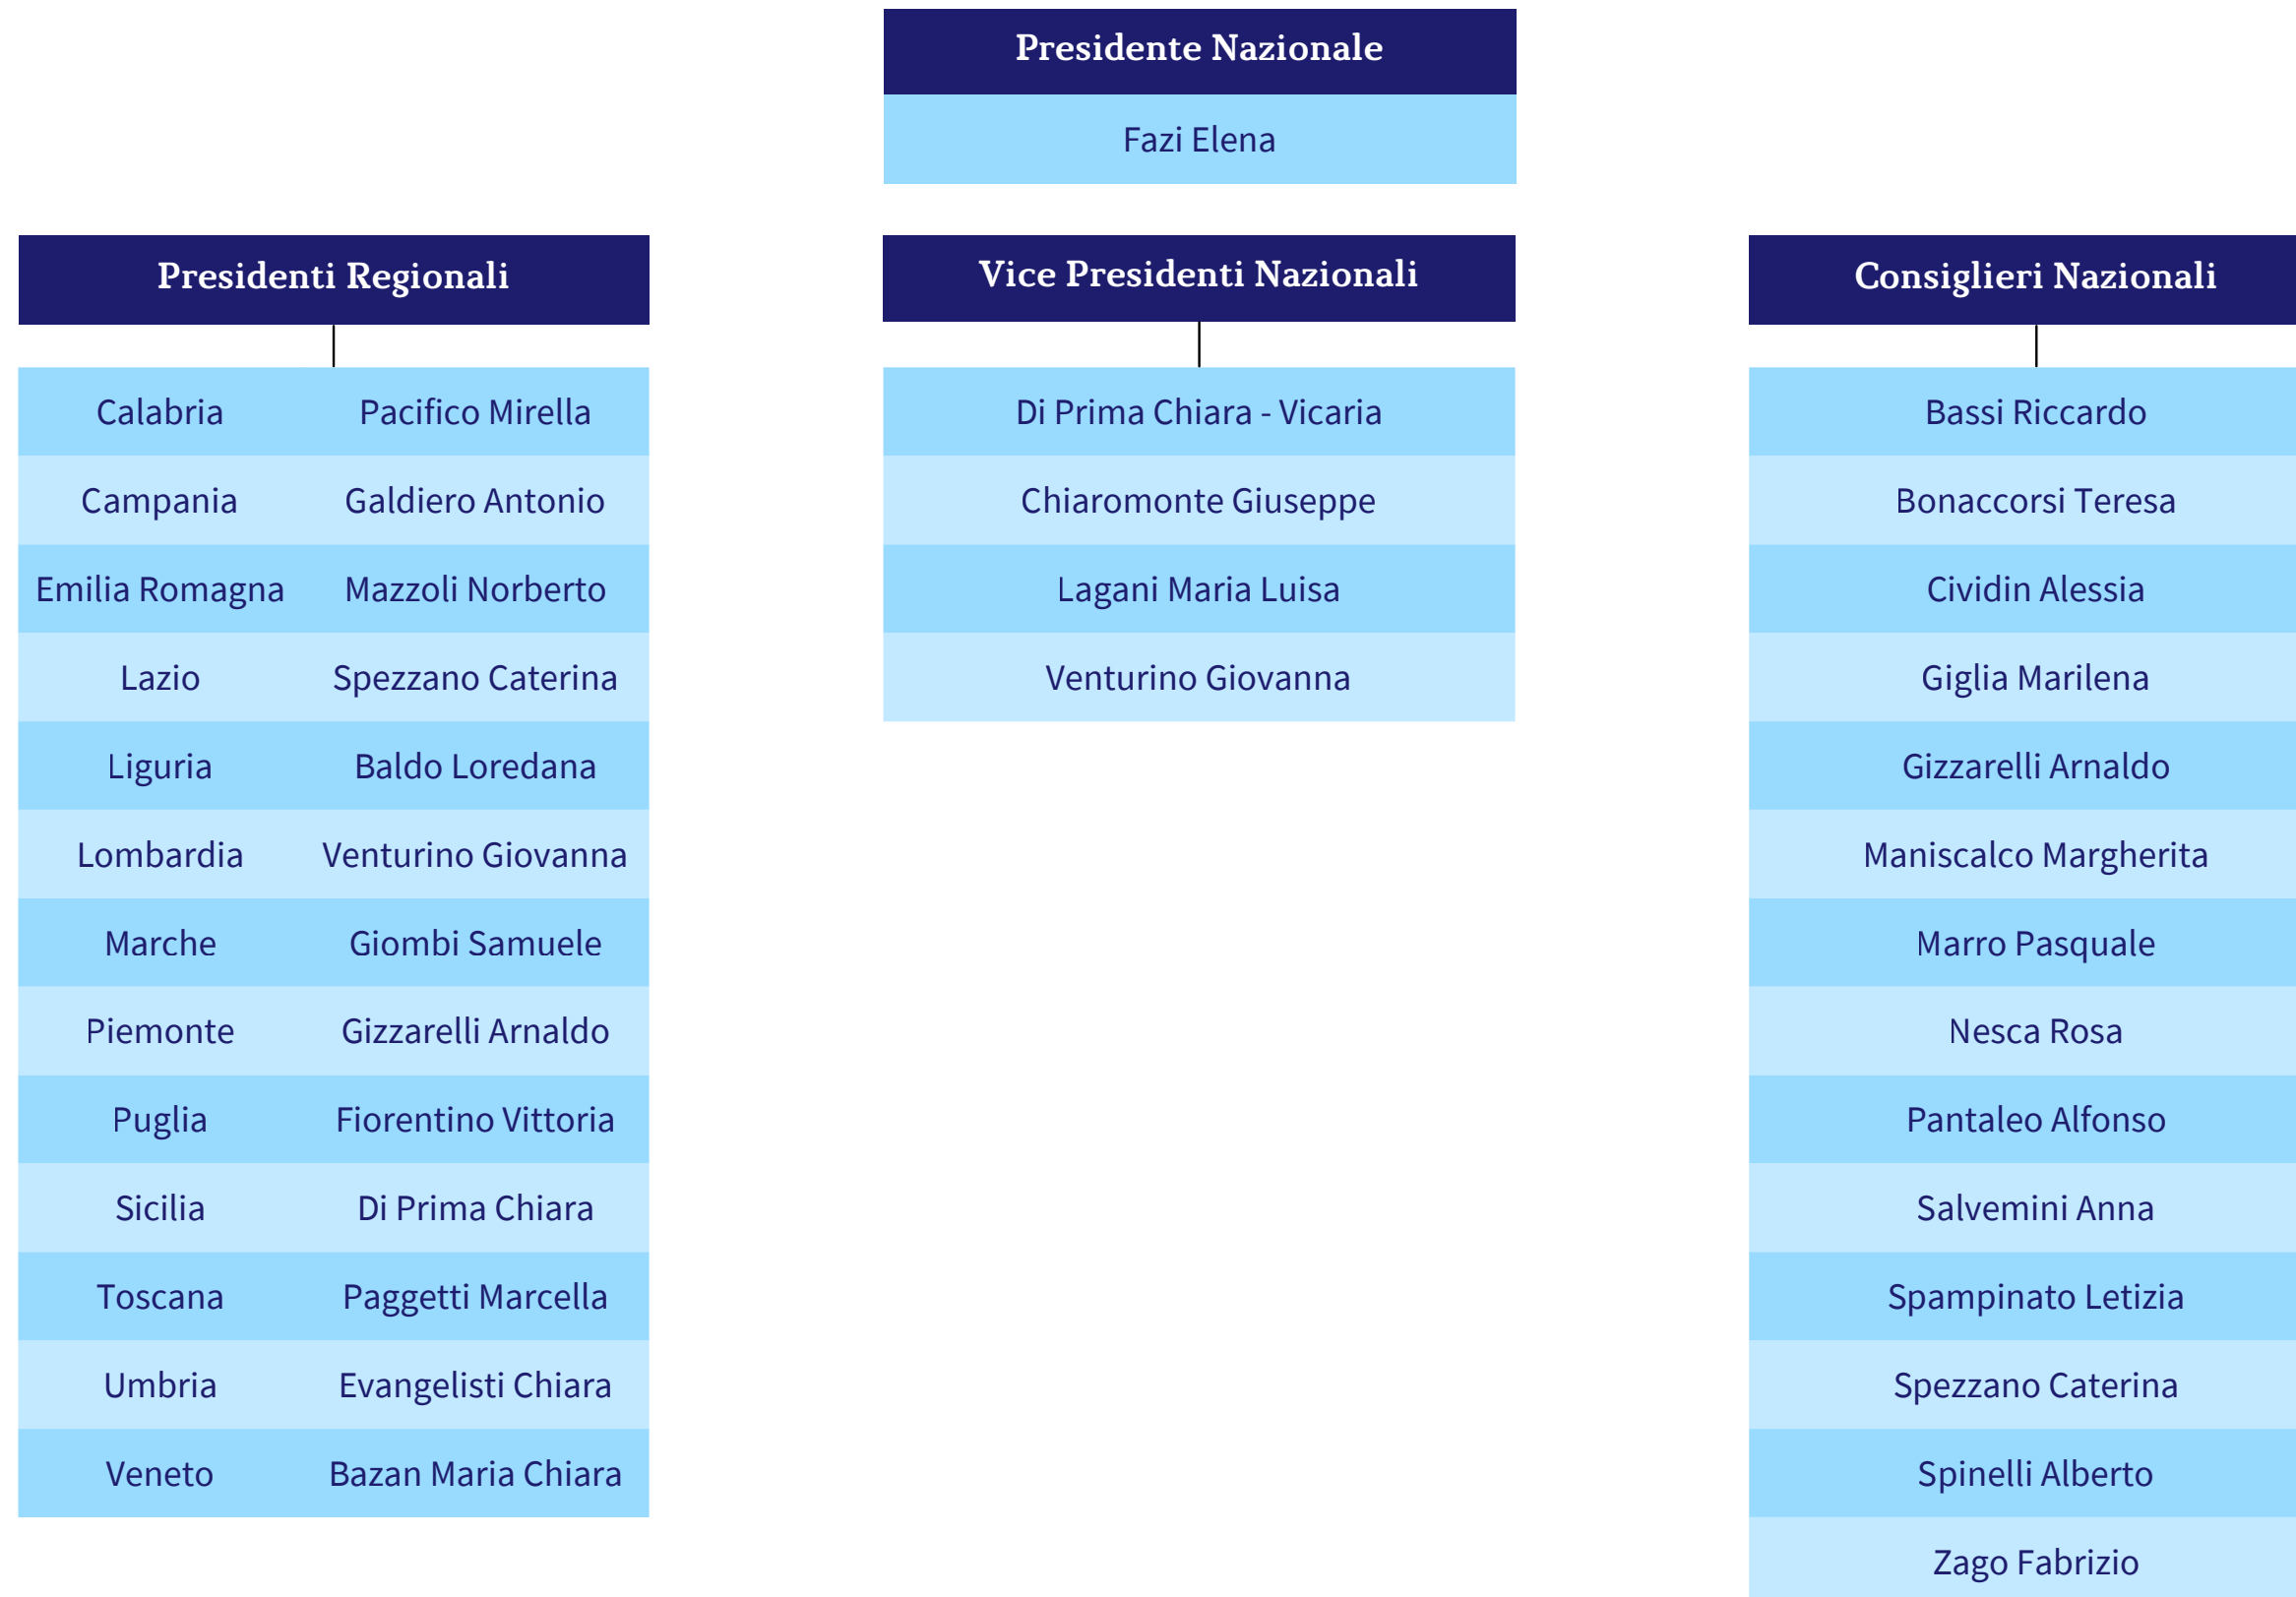 Presidente Nazionale
Fazi Elena
Presidenti Regionali
Calabria Pacifico Mirella
Campania Galdiero Antonio
Emilia Romagna Mazzoli Norberto
Lazio Spezzano Caterina
Liguria Baldo Loredana
Lombardia Venturino Giovanna
Marche Giombi Samuele
Piemonte Gizzarelli Arnaldo
Puglia Fiorentino Vittoria
Sicilia Di Prima Chiara
Toscana Paggetti Marcella
Umbria Evangelisti Chiara
Veneto Bazan Maria Chiara
Vice Presidenti Nazionali
Di Prima Chiara - Vicaria
Chiaromonte Giuseppe
Lagani Maria Luisa
Venturino Giovanna
Consiglieri Nazionali
Bassi Riccardo
Bonaccorsi Teresa
Cividin Alessia
Giglia Marilena
Gizzarelli Arnaldo
Maniscalco Margherita
Marro Pasquale
Nesca Rosa
Pantaleo Alfonso
Salvemini Anna
Spampinato Letizia
Spezzano Caterina
Spinelli Alberto
Zago Fabrizio